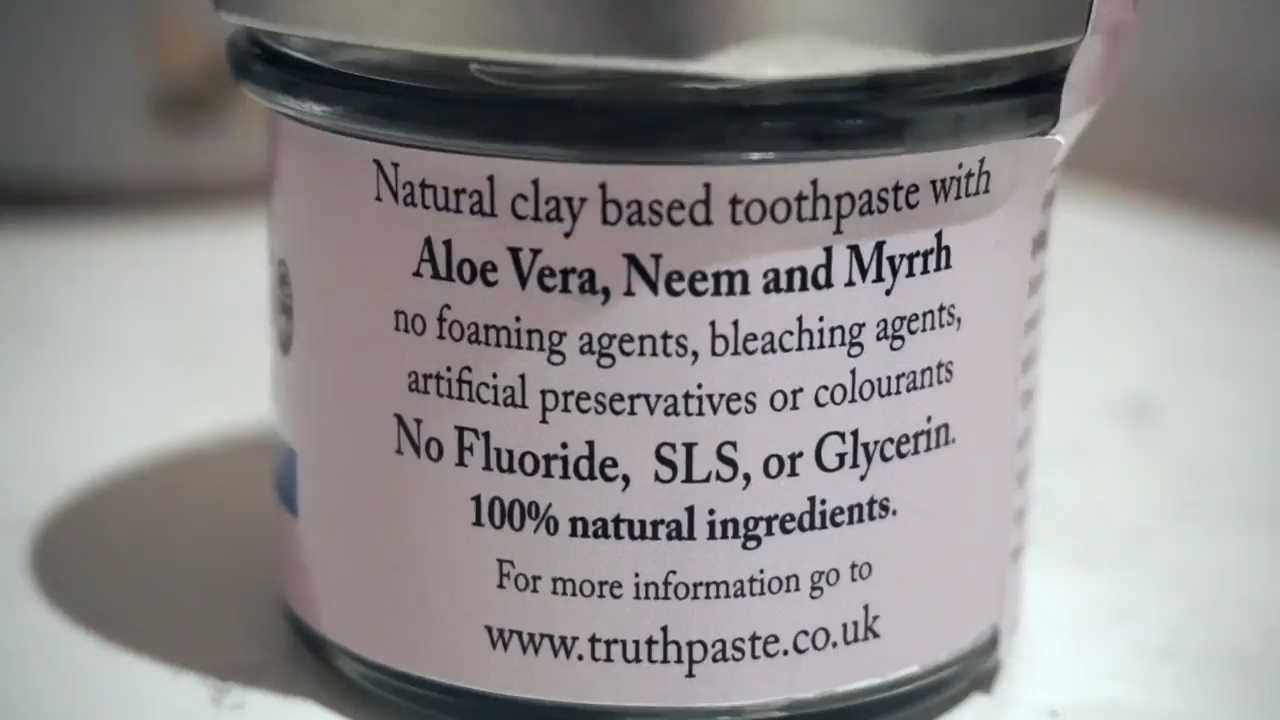 Natural clay based toothpaste with
Aloe Vera, Neem and Myrrh
no foaming agents, bleaching agents,
artificial preservatives or colourants
No Fluoride, SLS, or Glycerin.
100% natural ingredients.
For more information go to
www.truthpaste.co.uk